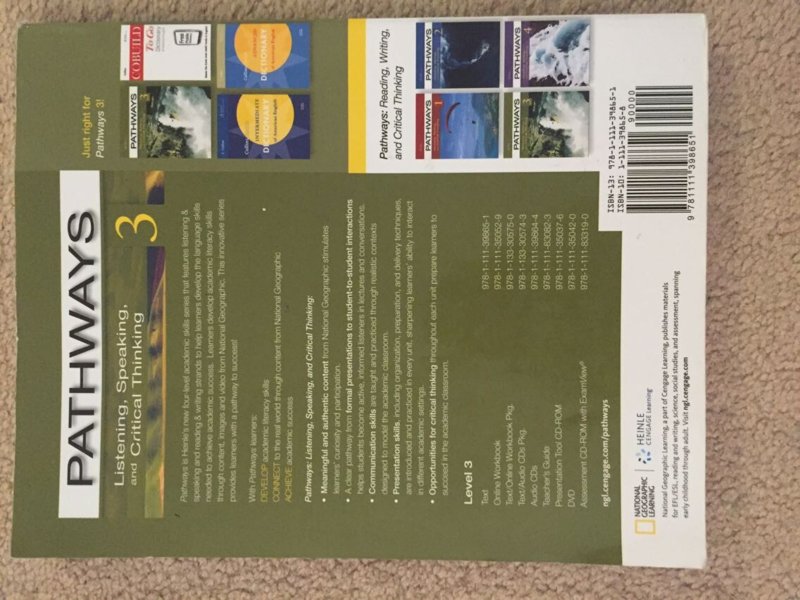 PATHWAYS
Listening, Speaking,
and Critical Thinking
3
Pathways is Heinle's new four-level academic skills series that features listening &
speaking and reading & writing strands to help learners develop the language skills
needed to achieve academic success. Learners develop academic literacy skills
through content, images and video from National Geographic. This innovative series
provides learners with a pathway to success!
With Pathways, learners:
DEVELOP academic literacy skills
CONNECT to the real world through content from National Geographic
ACHIEVE academic success
Pathways: Listening, Speaking, and Critical Thinking:
• Meaningful and authentic content from National Geographic stimulates
learners' curiosity and participation.
• A clear pathway from formal presentations to student-to-student interactions
helps students become active, informed listeners in lectures and conversations.
• Communication skills are taught and practiced through realistic contexts
designed to model the academic classroom.
• Presentation skills, including organization, preparation, and delivery techniques,
are introduced and practiced in every unit, sharpening learners' ability to interact
in different academic settings.
• Opportunities for critical thinking throughout each unit prepare learners to
succeed in the academic classroom.
Level 3
Text 978-1-111-39865-1
Online Workbook 978-1-111-35052-9
Text/Online Workbook Pkg. 978-1-133-30575-0
Text/Audio CDs Pkg. 978-1-133-30574-3
Audio CDs 978-1-111-39864-4
Teacher's Guide 978-1-111-83082-3
Presentation Tool CD-ROM 978-1-111-35037-6
DVD 978-1-111-35042-0
Assessment CD-ROM with ExamView® 978-1-111-83319-0
ngl.cengage.com/pathways
Just right for
Pathways 3!
COBUILD
To Go
Dictionary
PATHWAYS
3
DICTIONARY
INTERMEDIATE
DICTIONARY
Pathways: Reading, Writing,
and Critical Thinking
PATHWAYS
1
PATHWAYS
2
PATHWAYS
3
PATHWAYS
4
NATIONAL
GEOGRAPHIC
LEARNING
HEINLE
CENGAGE Learning
National Geographic Learning, a part of Cengage Learning, publishes materials
for EFL/ESL, reading and writing, science, social studies, and assessment, spanning
early childhood through adult. Visit ngl.cengage.com
ISBN-13: 978-1-111-39865-1
ISBN-10: 1-111-39865-8
90000
9 781111 398651